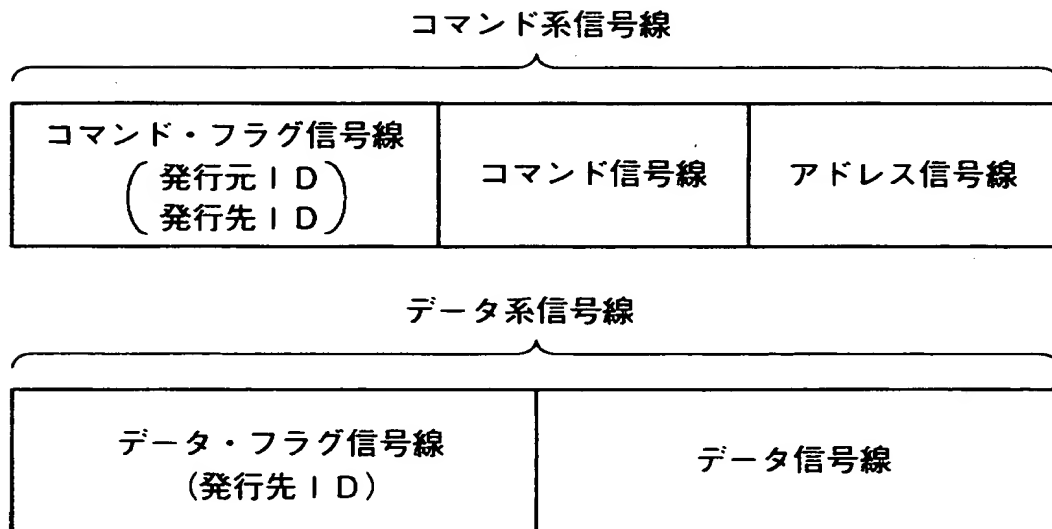 コマンド系信号線
コマンド・フラグ信号線
発行元ID
発行先ID
コマンド信号線
アドレス信号線
データ系信号線
データ・フラグ信号線
(発行先ID)
データ信号線